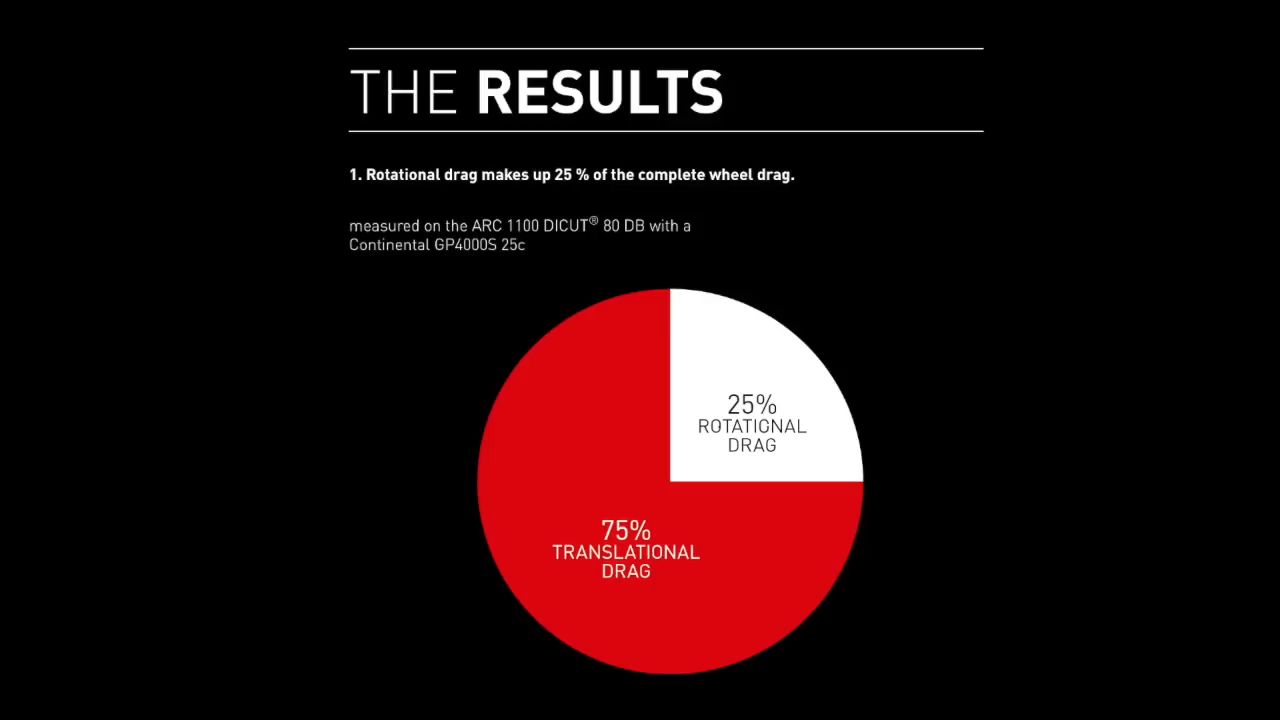 THE RESULTS
1. Rotational drag makes up 25 % of the complete wheel drag.
measured on the ARC 1100 DICUT® 80 DB with a
Continental GP4000S 25c
25%
ROTATIONAL
DRAG
75%
TRANSLATIONAL
DRAG